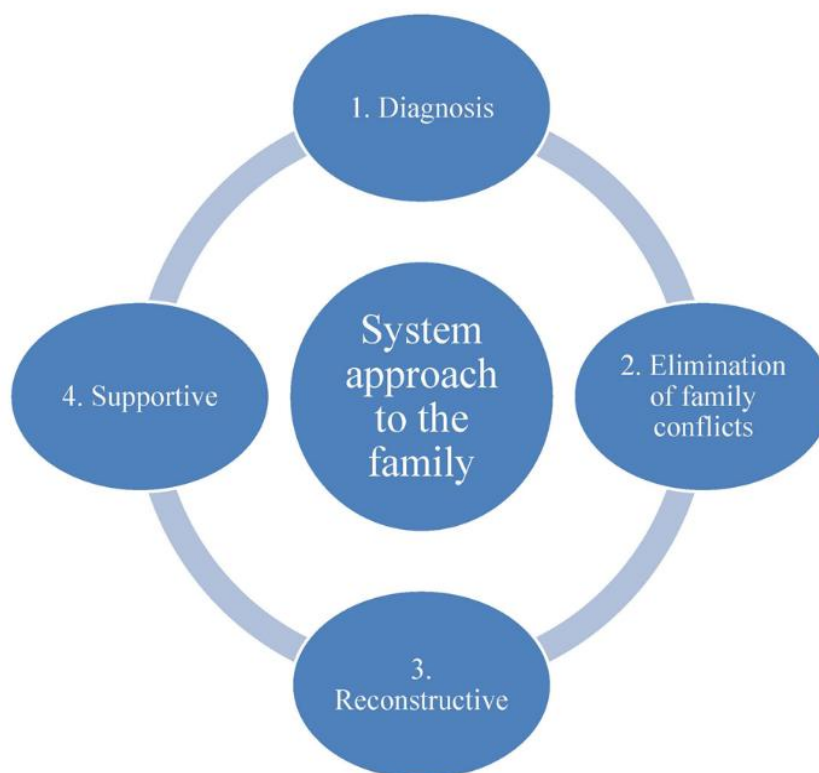 1. Diagnosis
2. Elimination
of family
conflicts
3.
Reconstructive
4. Supportive
System
approach
to the
family